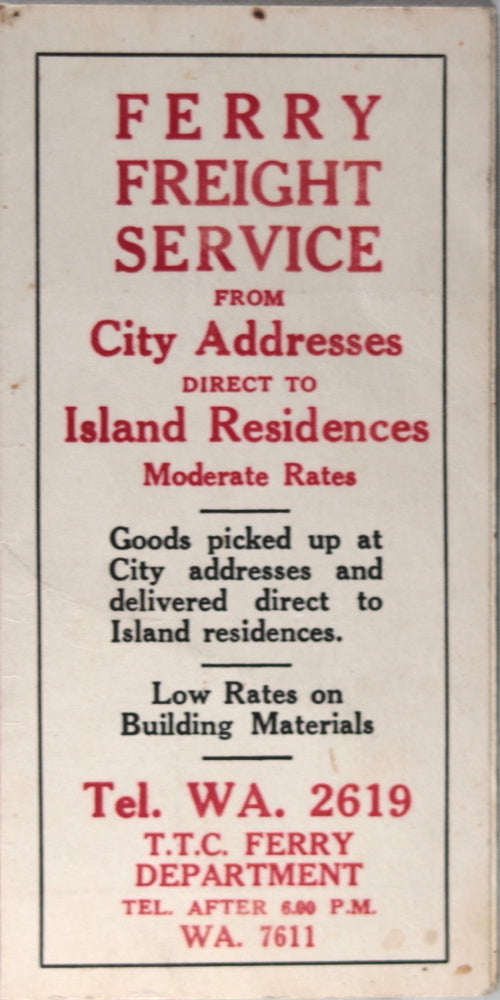 FERRY
FREIGHT
SERVICE
FROM
City Addresses
DIRECT TO
Island Residences
Moderate Rates
Goods picked up at
City addresses and
delivered direct to
Island residences.
Low Rates on
Building Materials
Tel. WA. 2619
T.T.C. FERRY
DEPARTMENT
TEL. AFTER 6.00 P.M.
WA. 7611